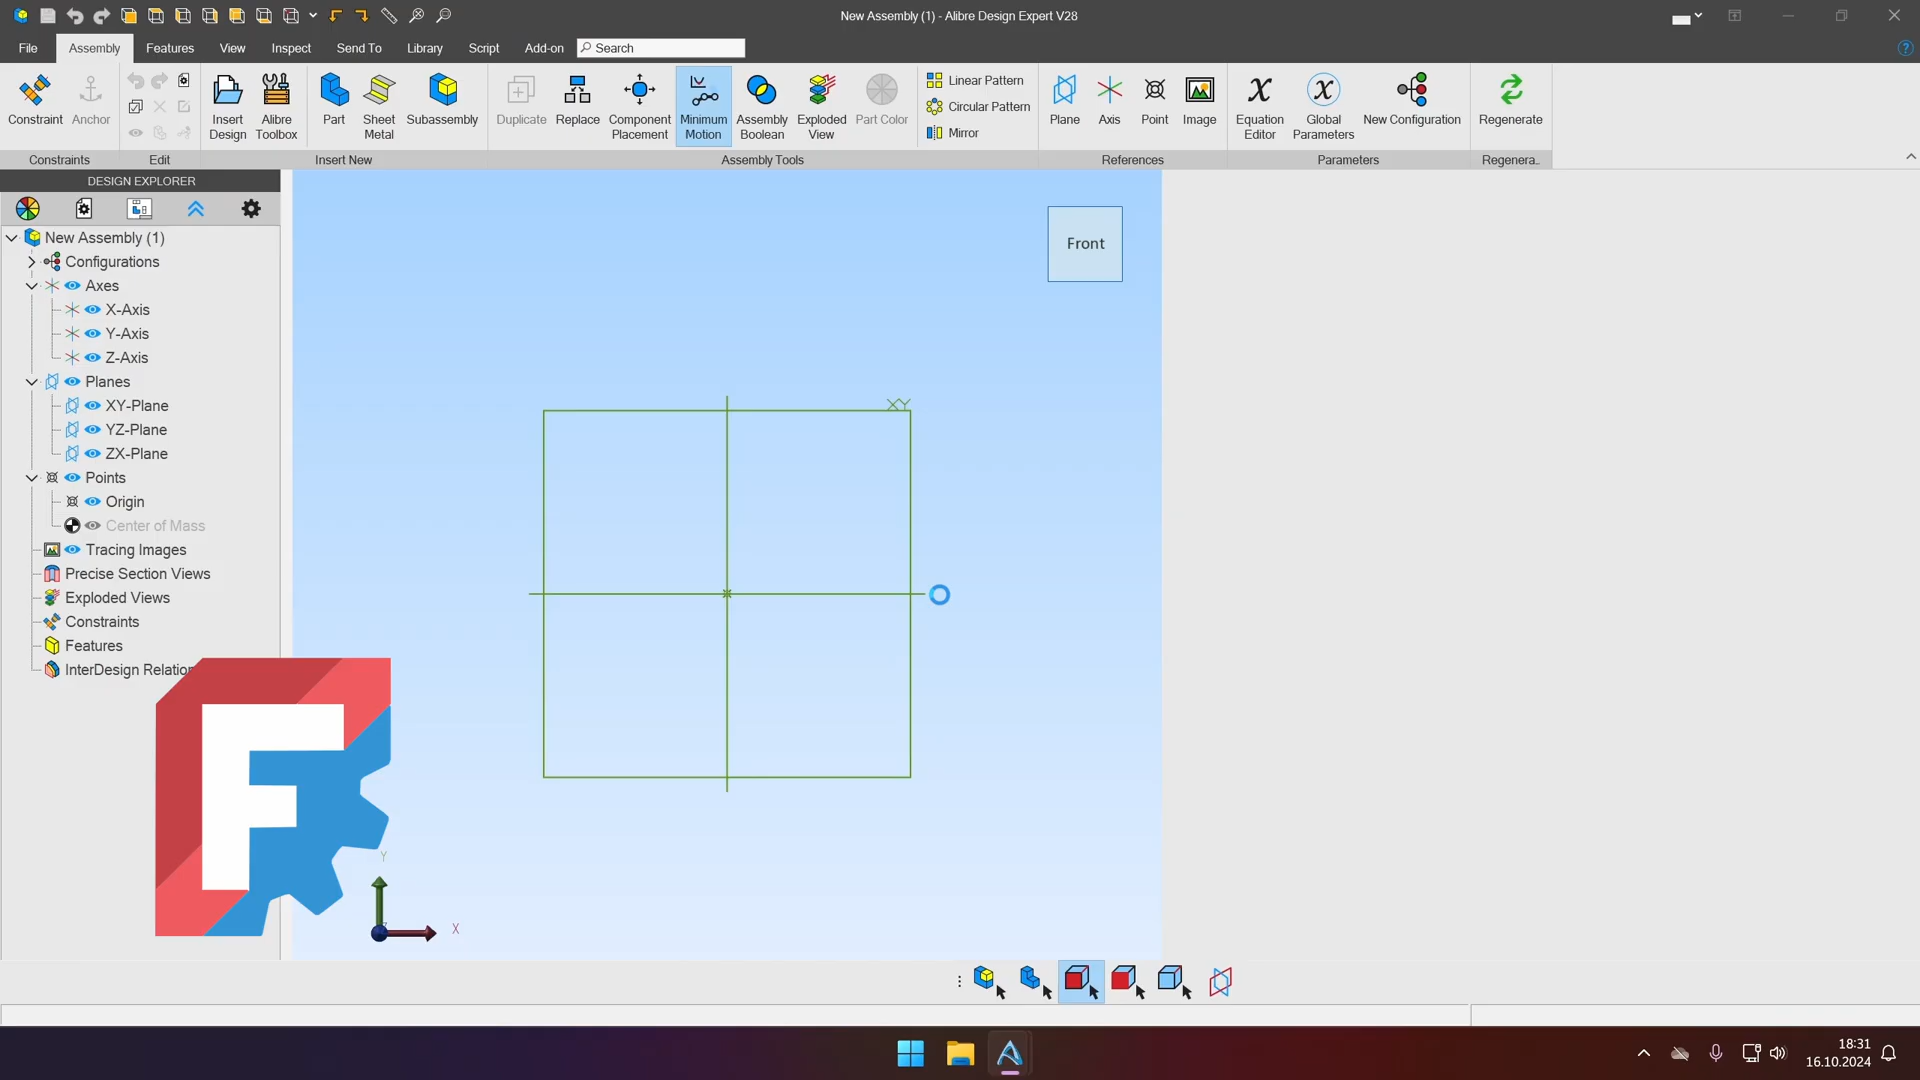 New Assembly (1) - Alibre Design Expert V28
File
Assembly
Features
View
Inspect
Send To
Library
Script
Add-on
Search
Constraint
Anchor
Insert
Design
Alibre
Toolbox
Part
Sheet
Metal
Subassembly
Duplicate
Replace
Component
Placement
Minimum
Motion
Assembly
Boolean
Exploded
View
Part Color
Linear Pattern
Circular Pattern
Mirror
Plane
Axis
Point
Image
Equation
Editor
Global
Parameters
New Configuration
Regenerate
Constraints
Edit
Insert New
Assembly Tools
References
Parameters
Regenera..
DESIGN EXPLORER
New Assembly (1)
Configurations
Axes
X-Axis
Y-Axis
Z-Axis
Planes
XY-Plane
YZ-Plane
ZX-Plane
Points
Origin
Center of Mass
Tracing Images
Precise Section Views
Exploded Views
Constraints
Features
InterDesign Relation
Front
XY
F
Y
X
18:31
16.10.2024